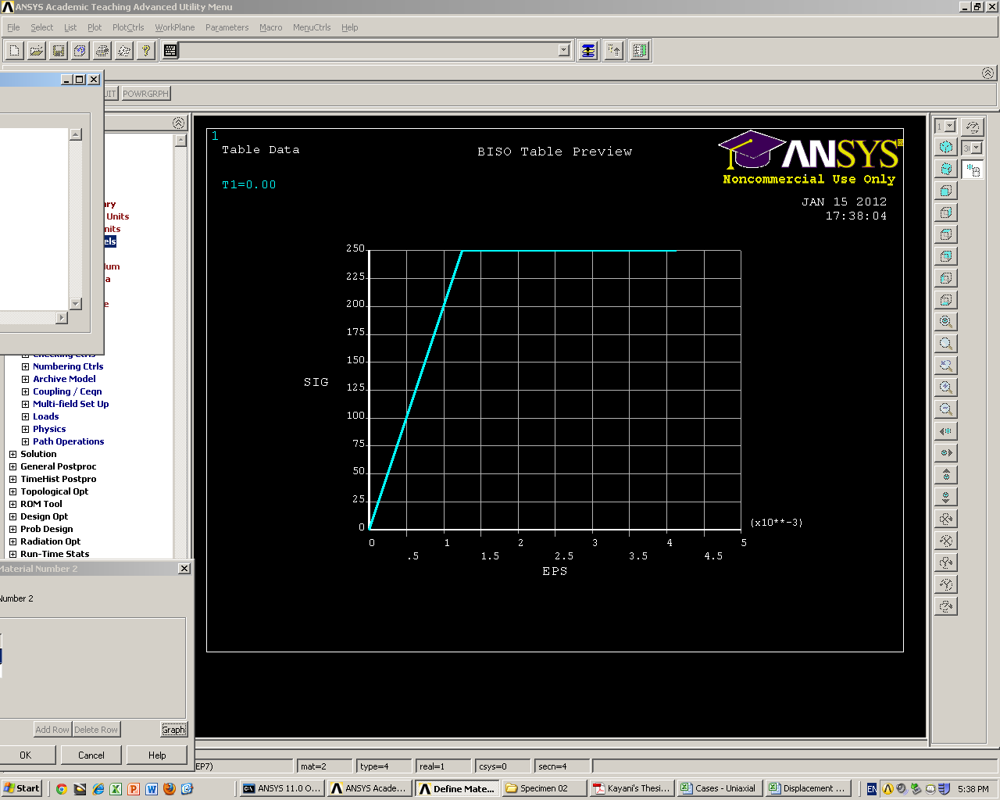 ANSYS Academic Teaching Advanced Utility Menu
File Select List Plot PlotCtrls WorkPlane Parameters Macro MenuCtrls Help
UIT POWRGRPH
1
Table Data
BISO Table Preview
ANSYS
Noncommercial Use Only
T1=0.00
JAN 15 2012
17:38:04
250
225
200
175
150
125
100
75
50
25
0
SIG
(x10**-3)
0 1 2 3 4 5
.5 1.5 2.5 3.5 4.5
EPS
1
ary
Units
nits
els
lum
a
e
Checking Ctrls
Numbering Ctrls
Archive Model
Coupling / Ceqn
Multi-field Set Up
Loads
Physics
Path Operations
Solution
General Postproc
TimeHist Postpro
Topological Opt
ROM Tool
Design Opt
Prob Design
Radiation Opt
Run-Time Stats
Material Number 2
Number 2
Add Row Delete Row Graph
OK Cancel Help
EP7) mat=2 type=4 real=1 csys=0 secn=4
Start ANSYS 11.0 O... ANSYS Acade... Define Mate... Specimen 02 Kayani's Thesi... Cases - Uniaxial Displacement ... EN 5:38 PM